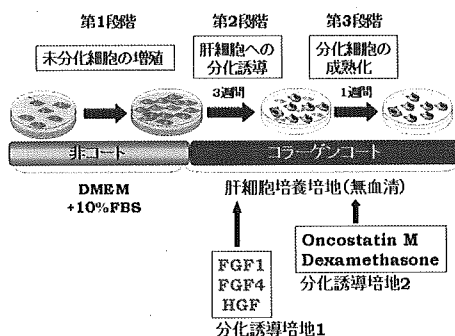 第1段階
第2段階
第3段階
未分化細胞の増殖
肝細胞への
分化誘導
分化細胞の
成熟化
3週間
1週間
非コート
コラーゲンコート
DMEM
+10%FBS
肝細胞培養培地(無血清)
FGF1
FGF4
HGF
分化誘導培地1
Oncostatin M
Dexamethasone
分化誘導培地2